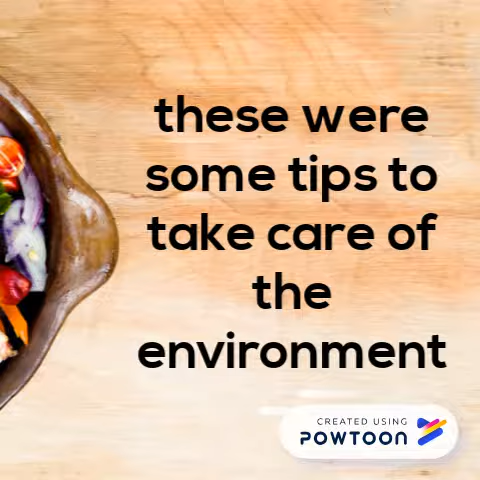 these were
some tips to
take care of
the
environment
CREATED USING
POWTOON